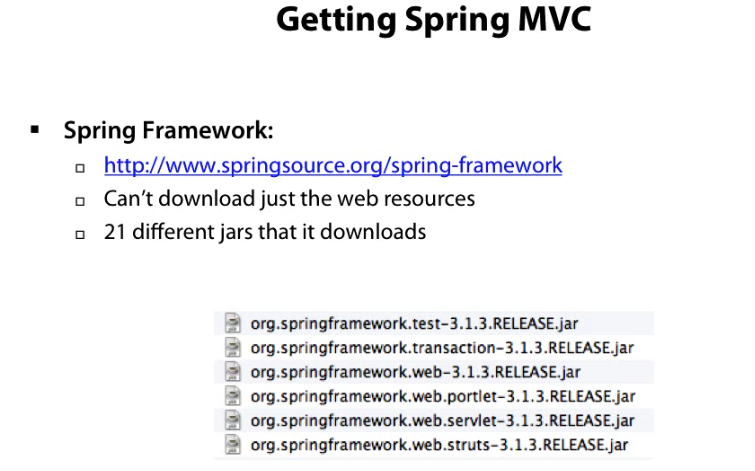 Getting Spring MVC
Spring Framework:
http://www.springsource.org/spring-framework
Can’t download just the web resources
21 different jars that it downloads
org.springframework.test-3.1.3.RELEASE.jar
org.springframework.transaction-3.1.3.RELEASE.jar
org.springframework.web-3.1.3.RELEASE.jar
org.springframework.web.portlet-3.1.3.RELEASE.jar
org.springframework.web.servlet-3.1.3.RELEASE.jar
org.springframework.web.struts-3.1.3.RELEASE.jar